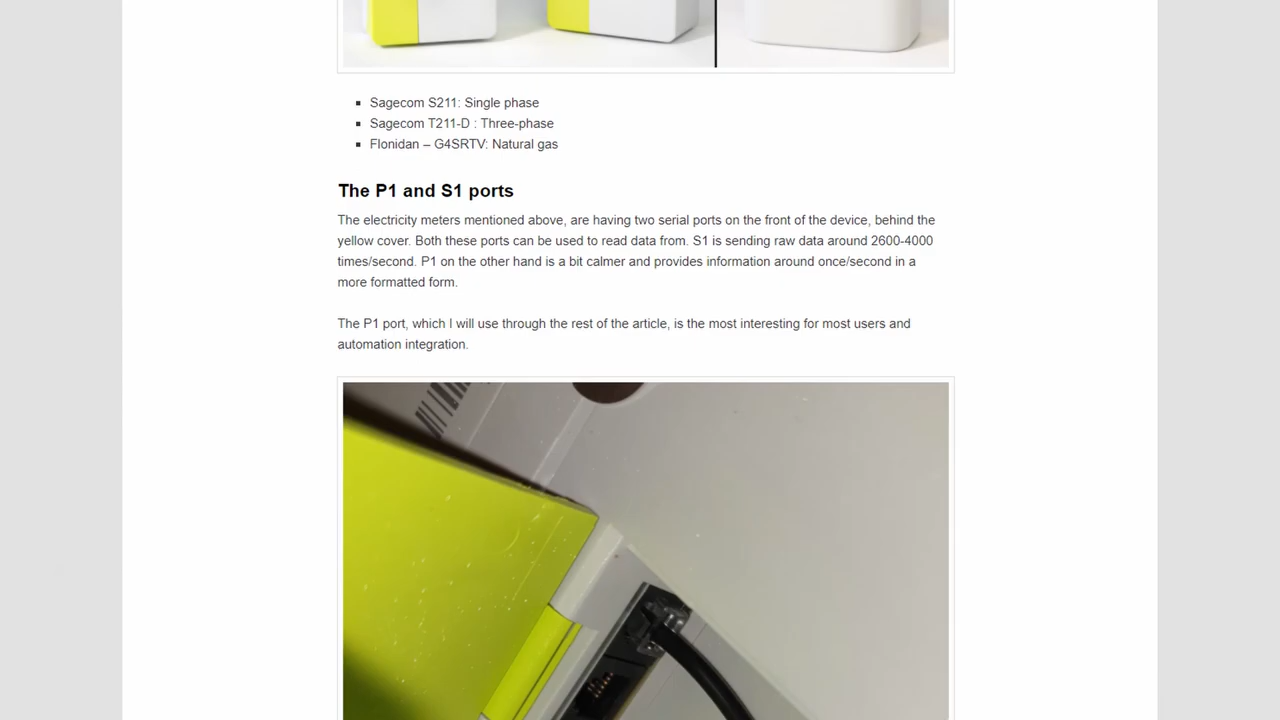 Sagecom S211: Single phase
Sagecom T211-D : Three-phase
Flonidan – G4SRTV: Natural gas
The P1 and S1 ports
The electricity meters mentioned above, are having two serial ports on the front of the device, behind the
yellow cover. Both these ports can be used to read data from. S1 is sending raw data around 2600-4000
times/second. P1 on the other hand is a bit calmer and provides information around once/second in a
more formatted form.
The P1 port, which I will use through the rest of the article, is the most interesting for most users and
automation integration.